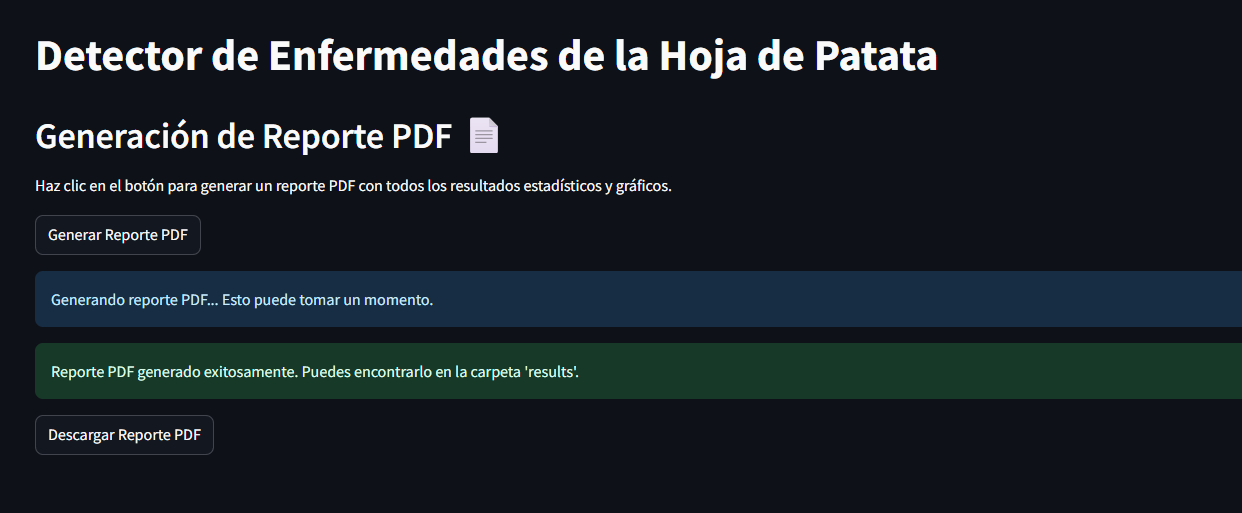 Detector de Enfermedades de la Hoja de Patata
Generación de Reporte PDF
Haz clic en el botón para generar un reporte PDF con todos los resultados estadísticos y gráficos.
Generar Reporte PDF
Generando reporte PDF... Esto puede tomar un momento.
Reporte PDF generado exitosamente. Puedes encontrarlo en la carpeta 'results'.
Descargar Reporte PDF